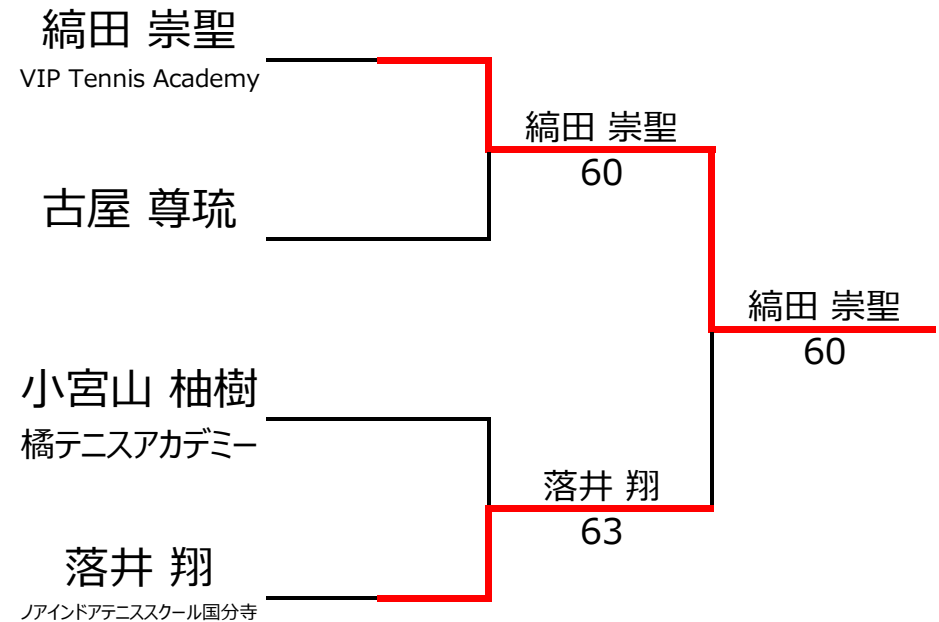 縞田 崇聖
VIP Tennis Academy
縞田 崇聖
60
古屋 尊琉
縞田 崇聖
60
小宮山 柚樹
橘テニスアカデミー
落井 翔
63
落井 翔
ノアインドアテニススクール国分寺